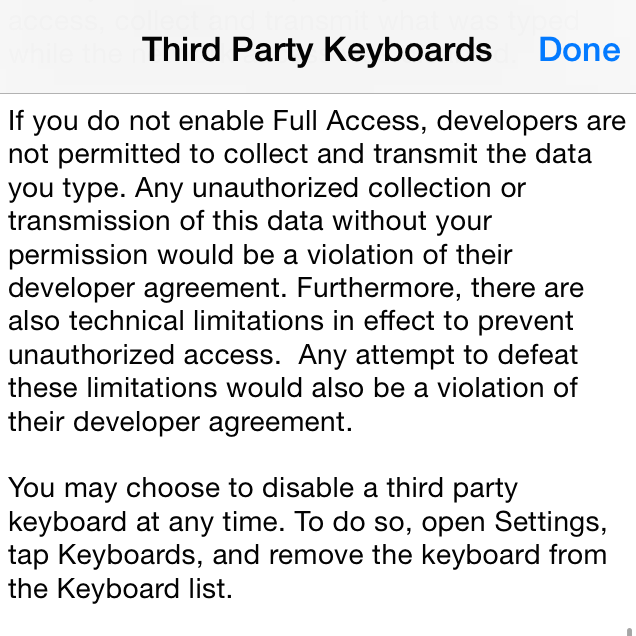 access, collect and transmit what was typed
Third Party Keyboards Done
If you do not enable Full Access, developers are
not permitted to collect and transmit the data
you type. Any unauthorized collection or
transmission of this data without your
permission would be a violation of their
developer agreement. Furthermore, there are
also technical limitations in effect to prevent
unauthorized access.  Any attempt to defeat
these limitations would also be a violation of
their developer agreement.
You may choose to disable a third party
keyboard at any time. To do so, open Settings,
tap Keyboards, and remove the keyboard from
the Keyboard list.